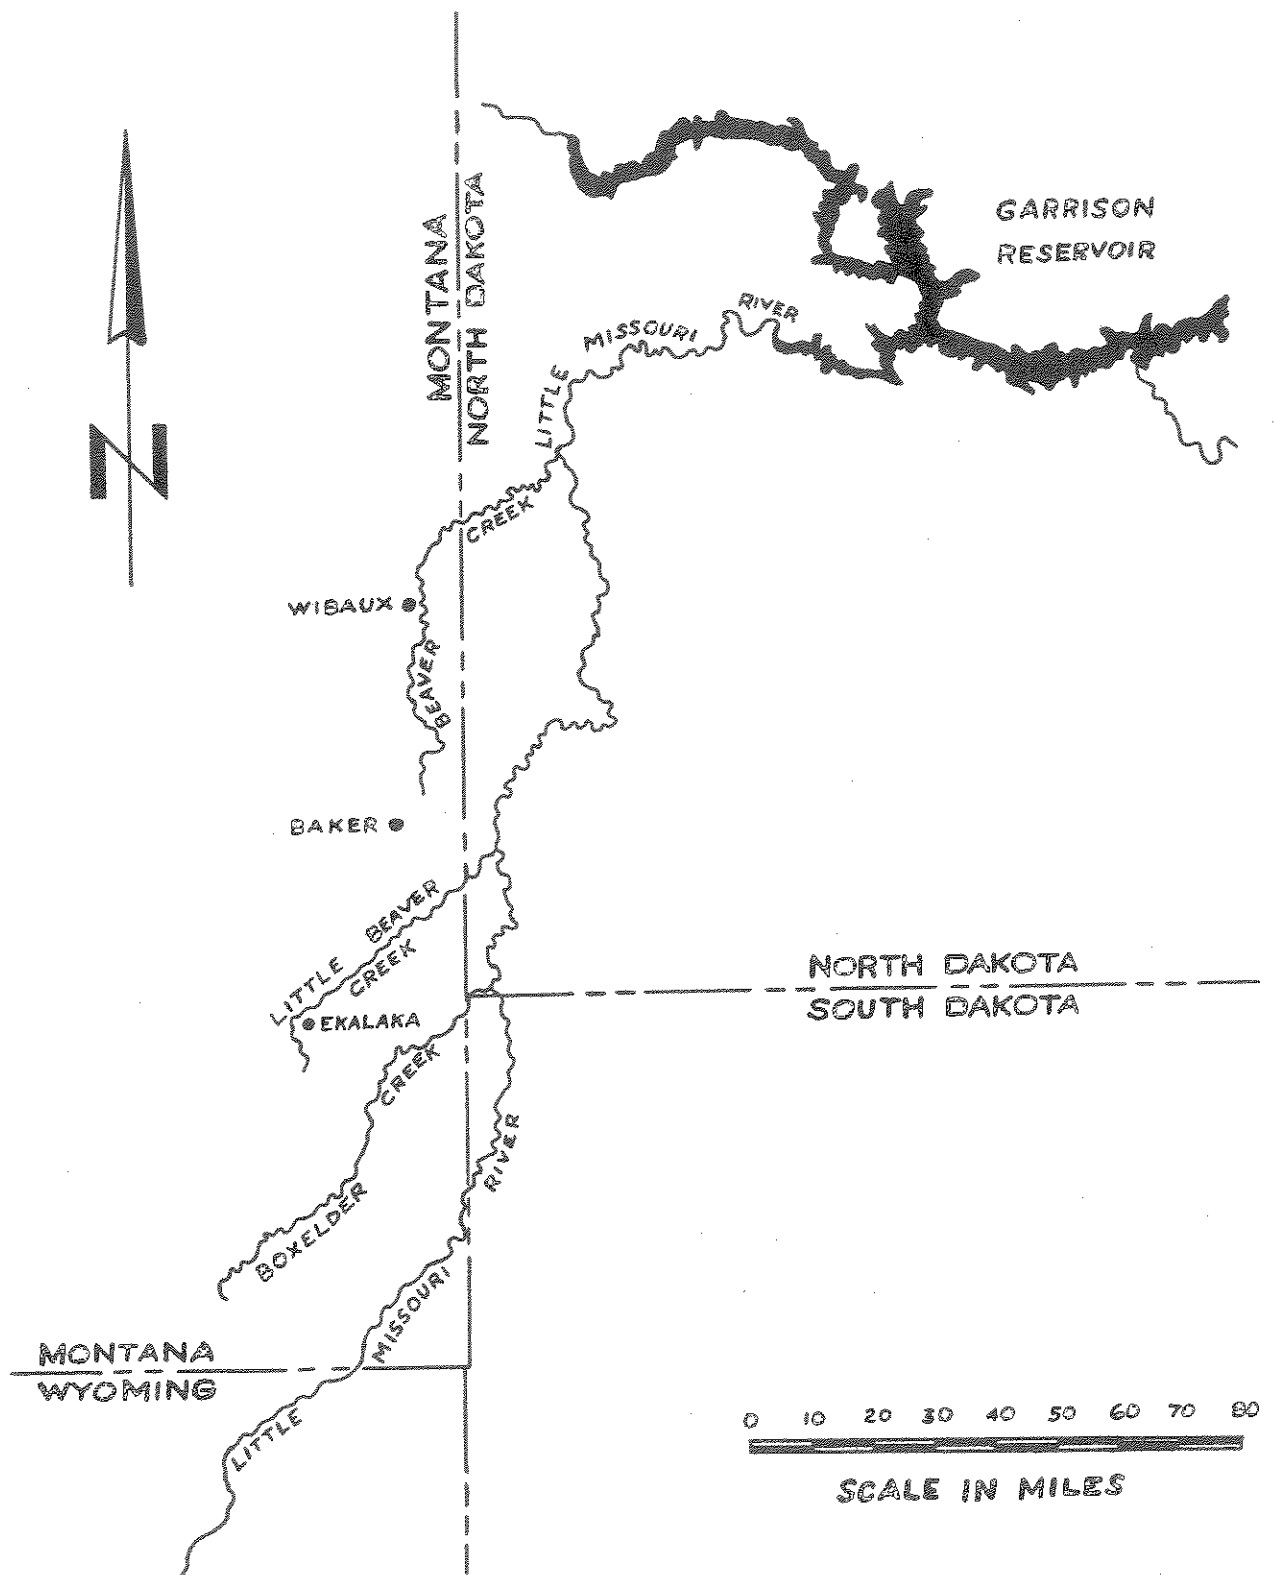 GARRISON
RESERVOIR
MONTANA
NORTH DAKOTA
LITTLE MISSOURI RIVER
N
BEAVER CREEK
WIBAUX
BAKER
LITTLE BEAVER
CREEK
EKALAKA
NORTH DAKOTA
SOUTH DAKOTA
BOXELDER CREEK
LITTLE MISSOURI RIVER
MONTANA
WYOMING
0 10 20 30 40 50 60 70 80
SCALE IN MILES